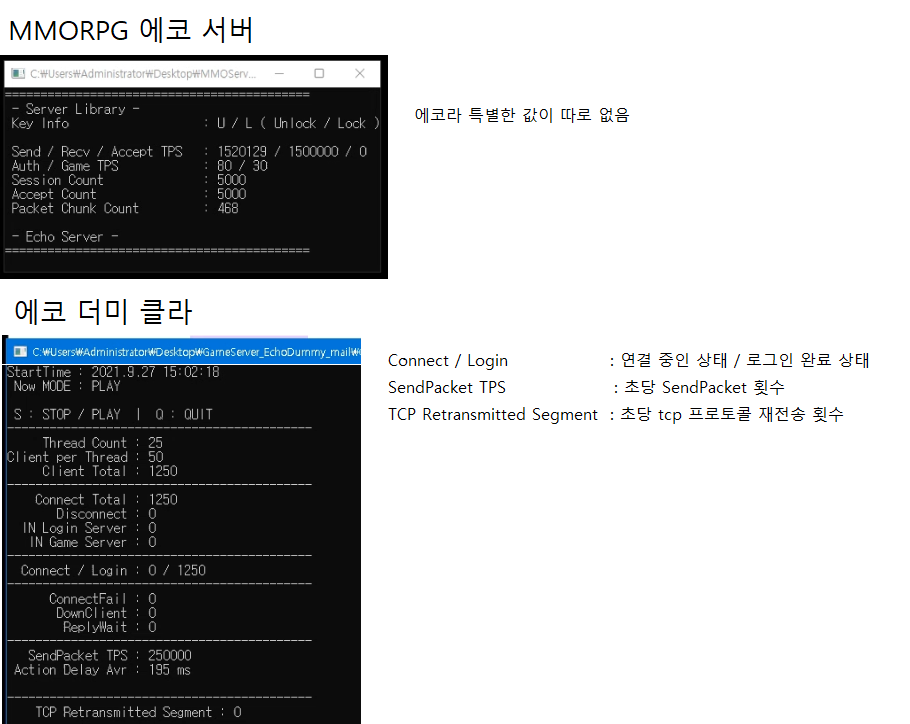 MMORPG 에코 서버
C:₩Users₩Administrator₩Desktop₩MMOServ...
===========================================
- Server Library -
Key Info : U / L ( Unlock / Lock )
에코라 특별한 값이 따로 없음
Send / Recv / Accept TPS : 1520129 / 1500000 / 0
Auth / Game TPS : 80 / 30
Session Count : 5000
Accept Count : 5000
Packet Chunk Count : 468
- Echo Server -
===========================================
에코 더미 클라
C:₩Users₩Administrator₩Desktop₩GameServer_EchoDummy_mail₩
StartTime : 2021.9.27 15:02:18
Now MODE : PLAY
S : STOP / PLAY | Q : QUIT
-------------------------------------------
Thread Count : 25
Client per Thread : 50
Client Total : 1250
-------------------------------------------
Connect Total : 1250
Disconnect : 0
IN Login Server : 0
IN Game Server : 0
-------------------------------------------
Connect / Login : 0 / 1250
-------------------------------------------
ConnectFail : 0
DownClient : 0
ReplyWait : 0
-------------------------------------------
SendPacket TPS : 250000
Action Delay Avr : 195 ms
-------------------------------------------
TCP Retransmitted Segment : 0
Connect / Login : 연결 중인 상태 / 로그인 완료 상태
SendPacket TPS : 초당 SendPacket 횟수
TCP Retransmitted Segment : 초당 tcp 프로토콜 재전송 횟수